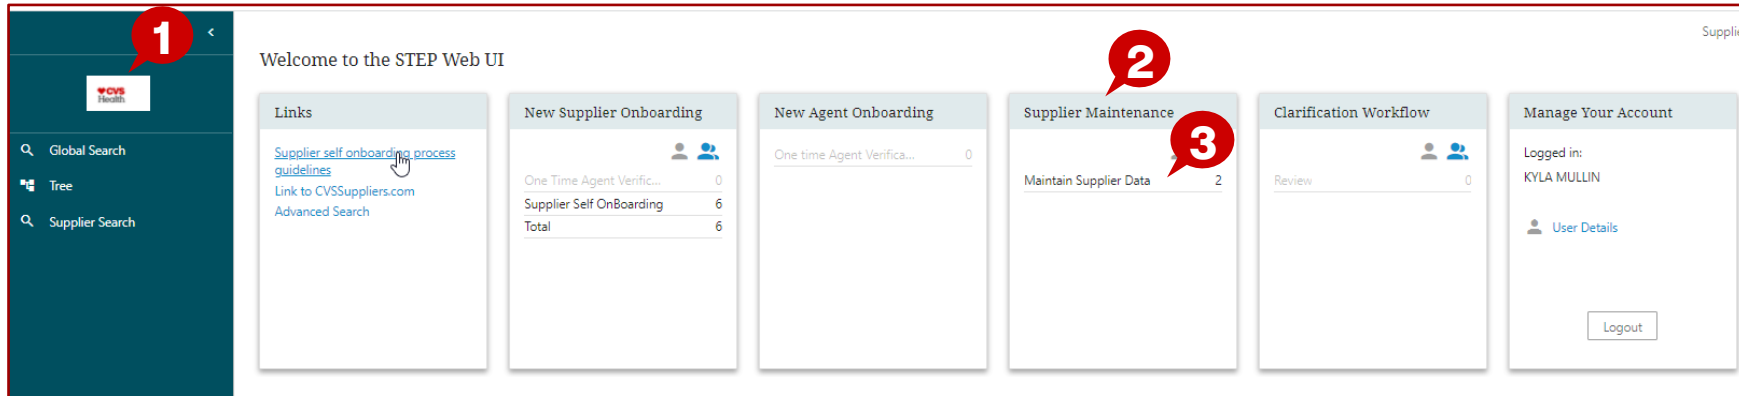 1
CVS
Health
Global Search
Tree
Supplier Search
Welcome to the STEP Web UI
Links
Supplier self onboarding process
guidelines
Link to CVSSuppliers.com
Advanced Search
New Supplier Onboarding
One Time Agent Verific... 0
Supplier Self OnBoarding 6
Total 6
New Agent Onboarding
One time Agent Verifica... 0
2
Supplier Maintenance
3
Maintain Supplier Data 2
Clarification Workflow
Review 0
Manage Your Account
Logged in:
KYLA MULLIN
User Details
Logout